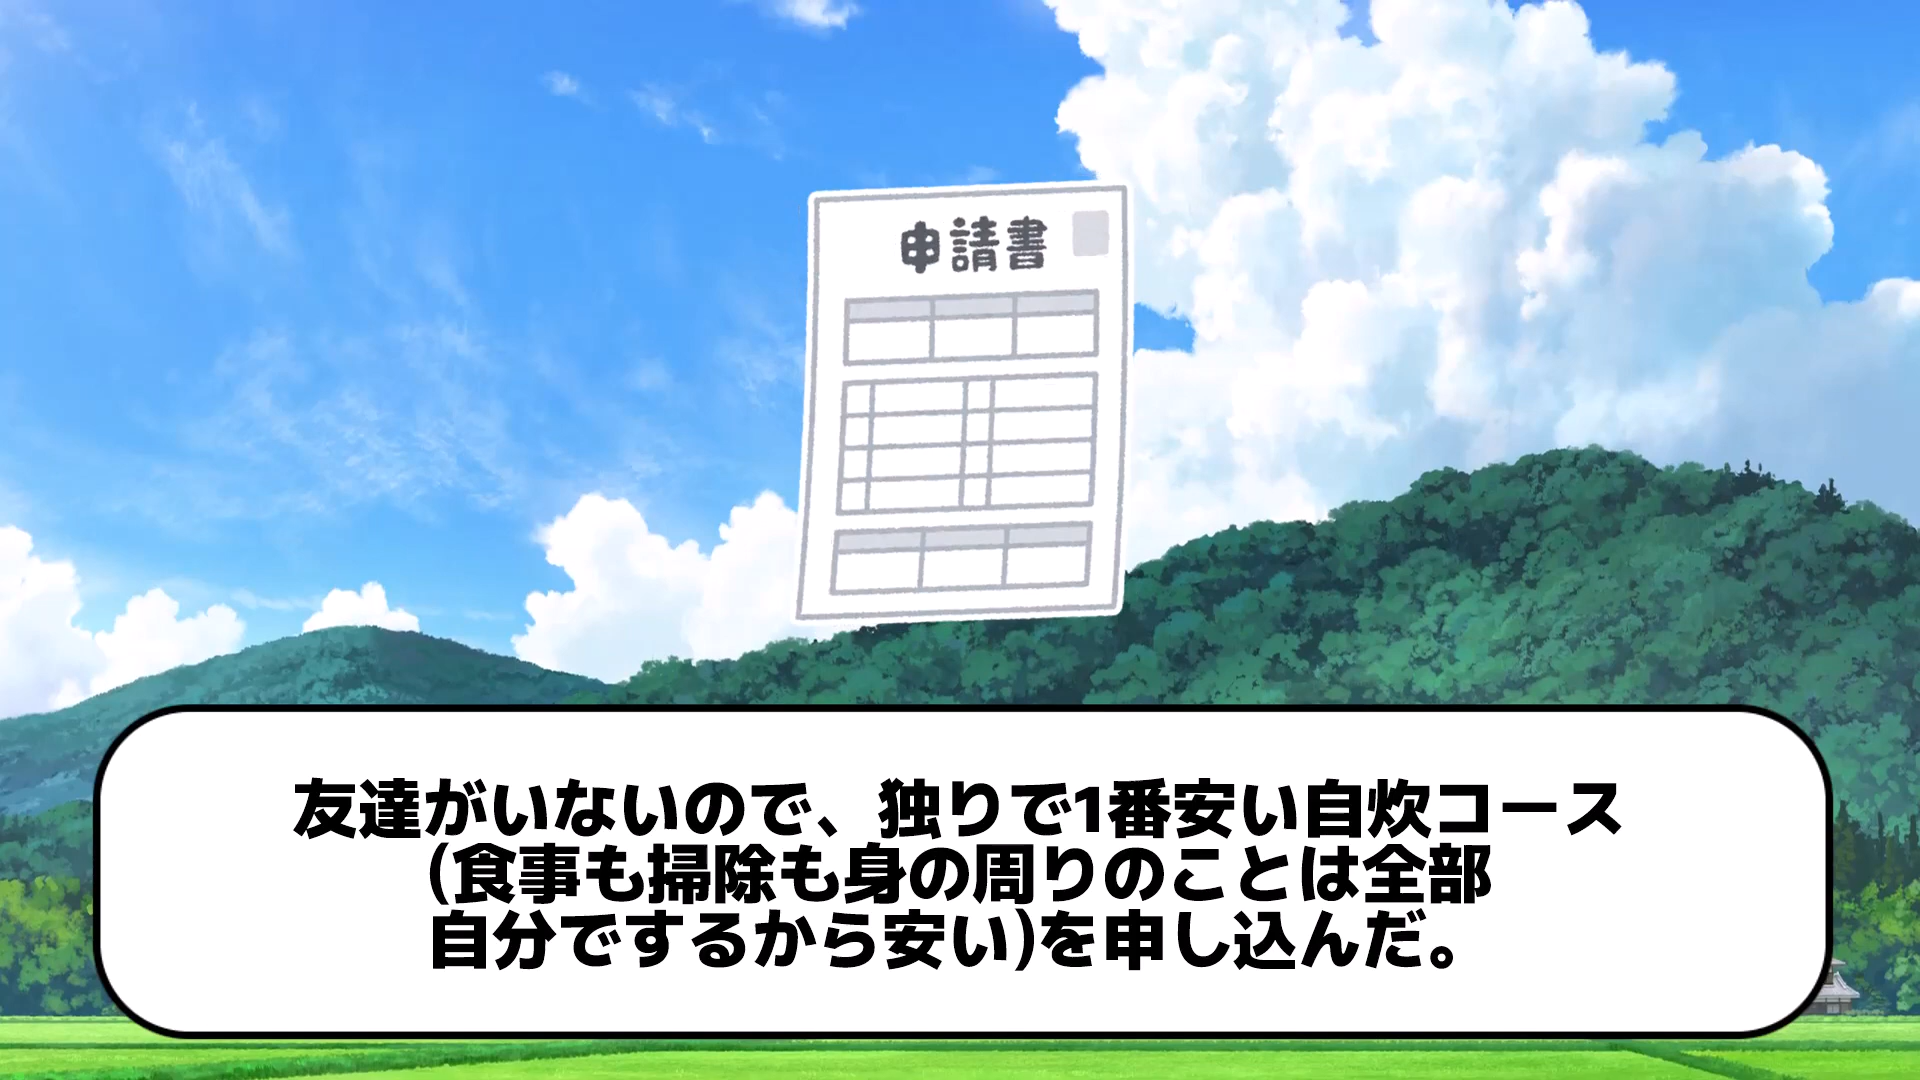 申請書
友達がいないので、独りで1番安い自炊コース
(食事も掃除も身の周りのことは全部
自分でするから安い)を申し込んだ。